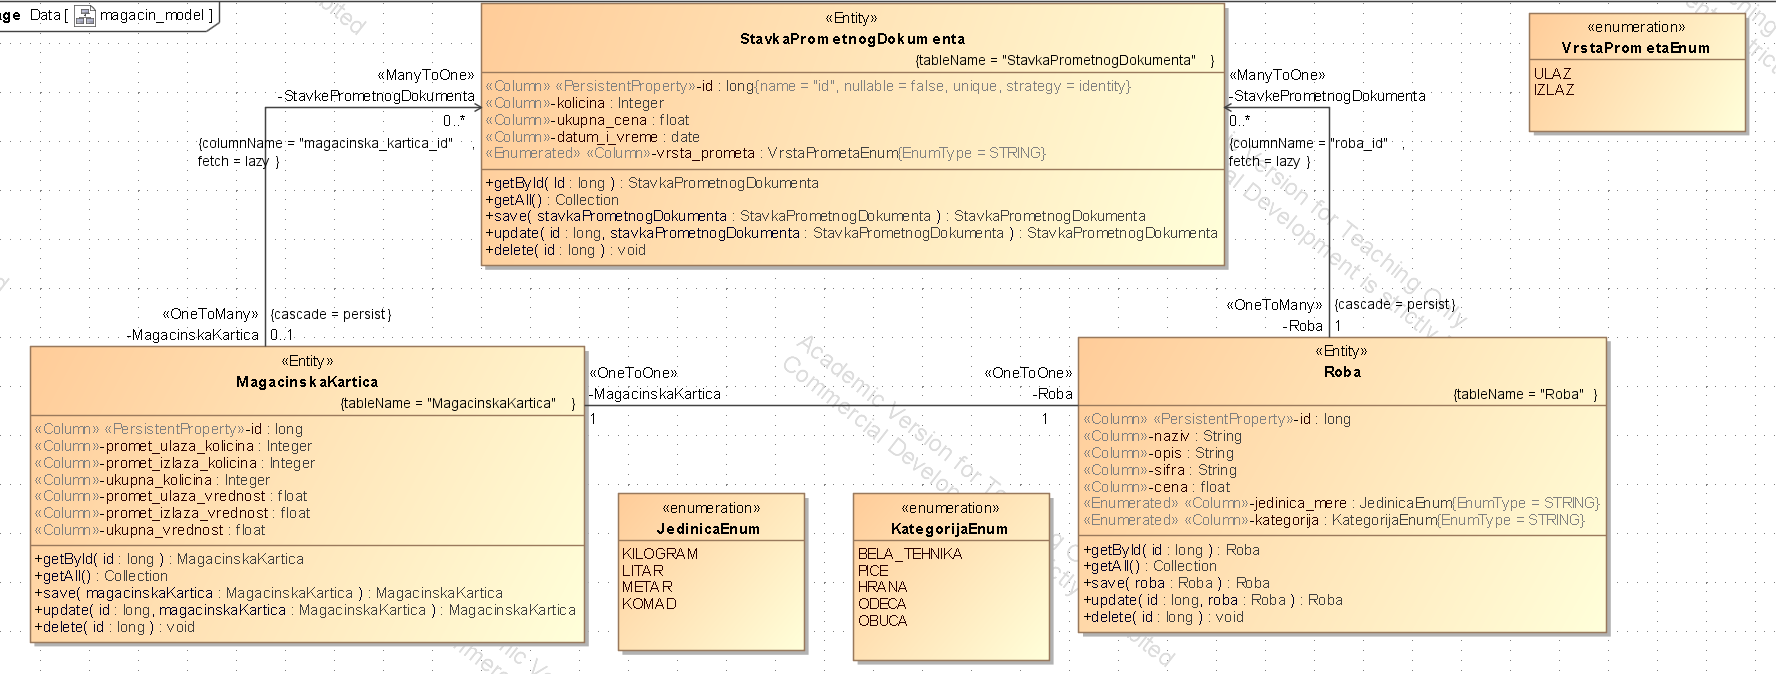 age Data [ magacin_model ]
«Entity»
StavkaPrometnogDokumenta
{tableName = "StavkaPrometnogDokumenta" }
«Column» «PersistentProperty»-id : long{name = "id", nullable = false, unique, strategy = identity}
«Column»-kolicina : Integer
«Column»-ukupna_cena : float
«Column»-datum_i_vreme : date
«Enumerated» «Column»-vrsta_prometa : VrstaPrometaEnum{EnumType = STRING}
+getById( Id : long ) : StavkaPrometnogDokumenta
+getAll() : Collection
+save( stavkaPrometnogDokumenta : StavkaPrometnogDokumenta ) : StavkaPrometnogDokumenta
+update( id : long, stavkaPrometnogDokumenta : StavkaPrometnogDokumenta ) : StavkaPrometnogDokumenta
+delete( id : long ) : void
«enumeration»
VrstaPrometaEnum
ULAZ
IZLAZ
«ManyToOne»
-StavkePrometnogDokumenta
0..*
{columnName = "magacinska_kartica_id" ,
fetch = lazy }
«ManyToOne»
-StavkePrometnogDokumenta
0..*
{columnName = "roba_id" ,
fetch = lazy }
«OneToMany» {cascade = persist}
-MagacinskaKartica 0..1
«OneToMany» {cascade = persist}
-Roba 1
«Entity»
MagacinskaKartica
{tableName = "MagacinskaKartica" }
«Column» «PersistentProperty»-id : long
«Column»-promet_ulaza_kolicina : Integer
«Column»-promet_izlaza_kolicina : Integer
«Column»-ukupna_kolicina : Integer
«Column»-promet_ulaza_vrednost : float
«Column»-promet_izlaza_vrednost : float
«Column»-ukupna_vrednost : float
+getById( id : long ) : MagacinskaKartica
+getAll() : Collection
+save( magacinskaKartica : MagacinskaKartica ) : MagacinskaKartica
+update( id : long, magacinskaKartica : MagacinskaKartica ) : MagacinskaKartica
+delete( id : long ) : void
«OneToOne»
-MagacinskaKartica
1
«OneToOne»
-Roba
1
«Entity»
Roba
{tableName = "Roba" }
«Column» «PersistentProperty»-id : long
«Column»-naziv : String
«Column»-opis : String
«Column»-sifra : String
«Column»-cena : float
«Enumerated» «Column»-jedinica_mere : JedinicaEnum{EnumType = STRING}
«Enumerated» «Column»-kategorija : KategorijaEnum{EnumType = STRING}
+getById( id : long ) : Roba
+getAll() : Collection
+save( roba : Roba ) : Roba
+update( id : long, roba : Roba ) : Roba
+delete( id : long ) : void
«enumeration»
JedinicaEnum
KILOGRAM
LITAR
METAR
KOMAD
«enumeration»
KategorijaEnum
BELA_TEHNIKA
PICE
HRANA
ODECA
OBUCA
Academic Version for Te
Commercial Develop
ersion for Teaching Only
al Development is strictly